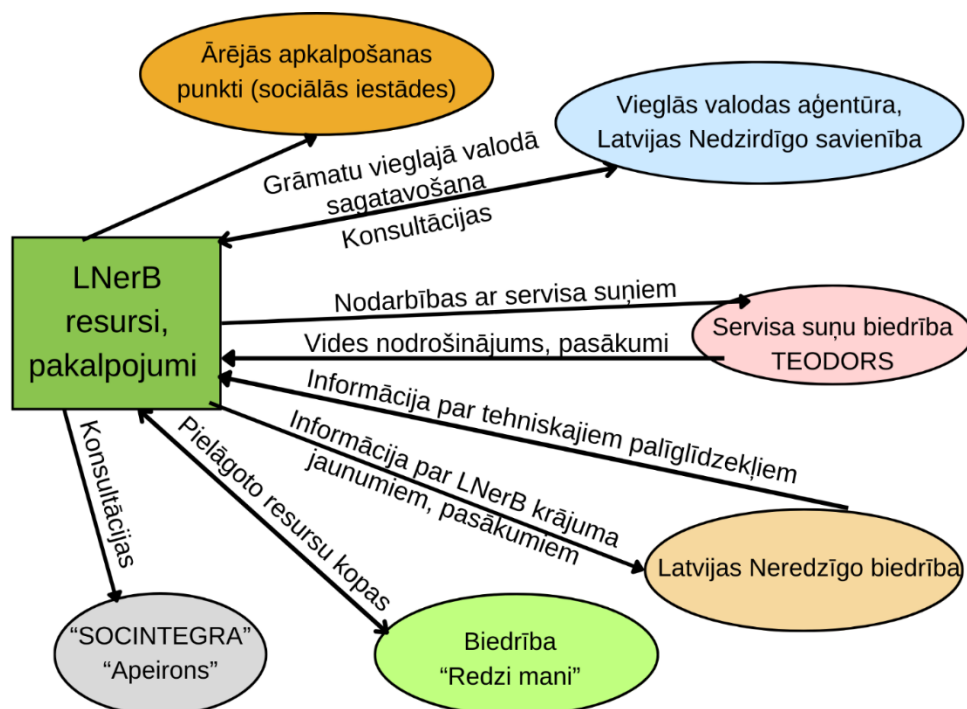 Ārējās apkalpošanas
punkti (sociālās iestādes)
Vieglās valodas aģentūra,
Latvijas Nedzirdīgo savienība
Grāmatu vieglajā valodā
sagatavošana
Konsultācijas
LNerB
resursi,
pakalpojumi
Nodarbības ar servisa suņiem
Servisa suņu biedrība
TEODORS
Vides nodrošinājums, pasākumi
Informācija par tehniskajiem palīglīdzekļiem
Informācija par LNerB krājuma
jaunumiem, pasākumiem
Pielāgoto resursu kopas
Konsultācijas
Latvijas Neredzīgo biedrība
“SOCINTEGRA”
“Apeirons”
Biedrība
“Redzi mani”